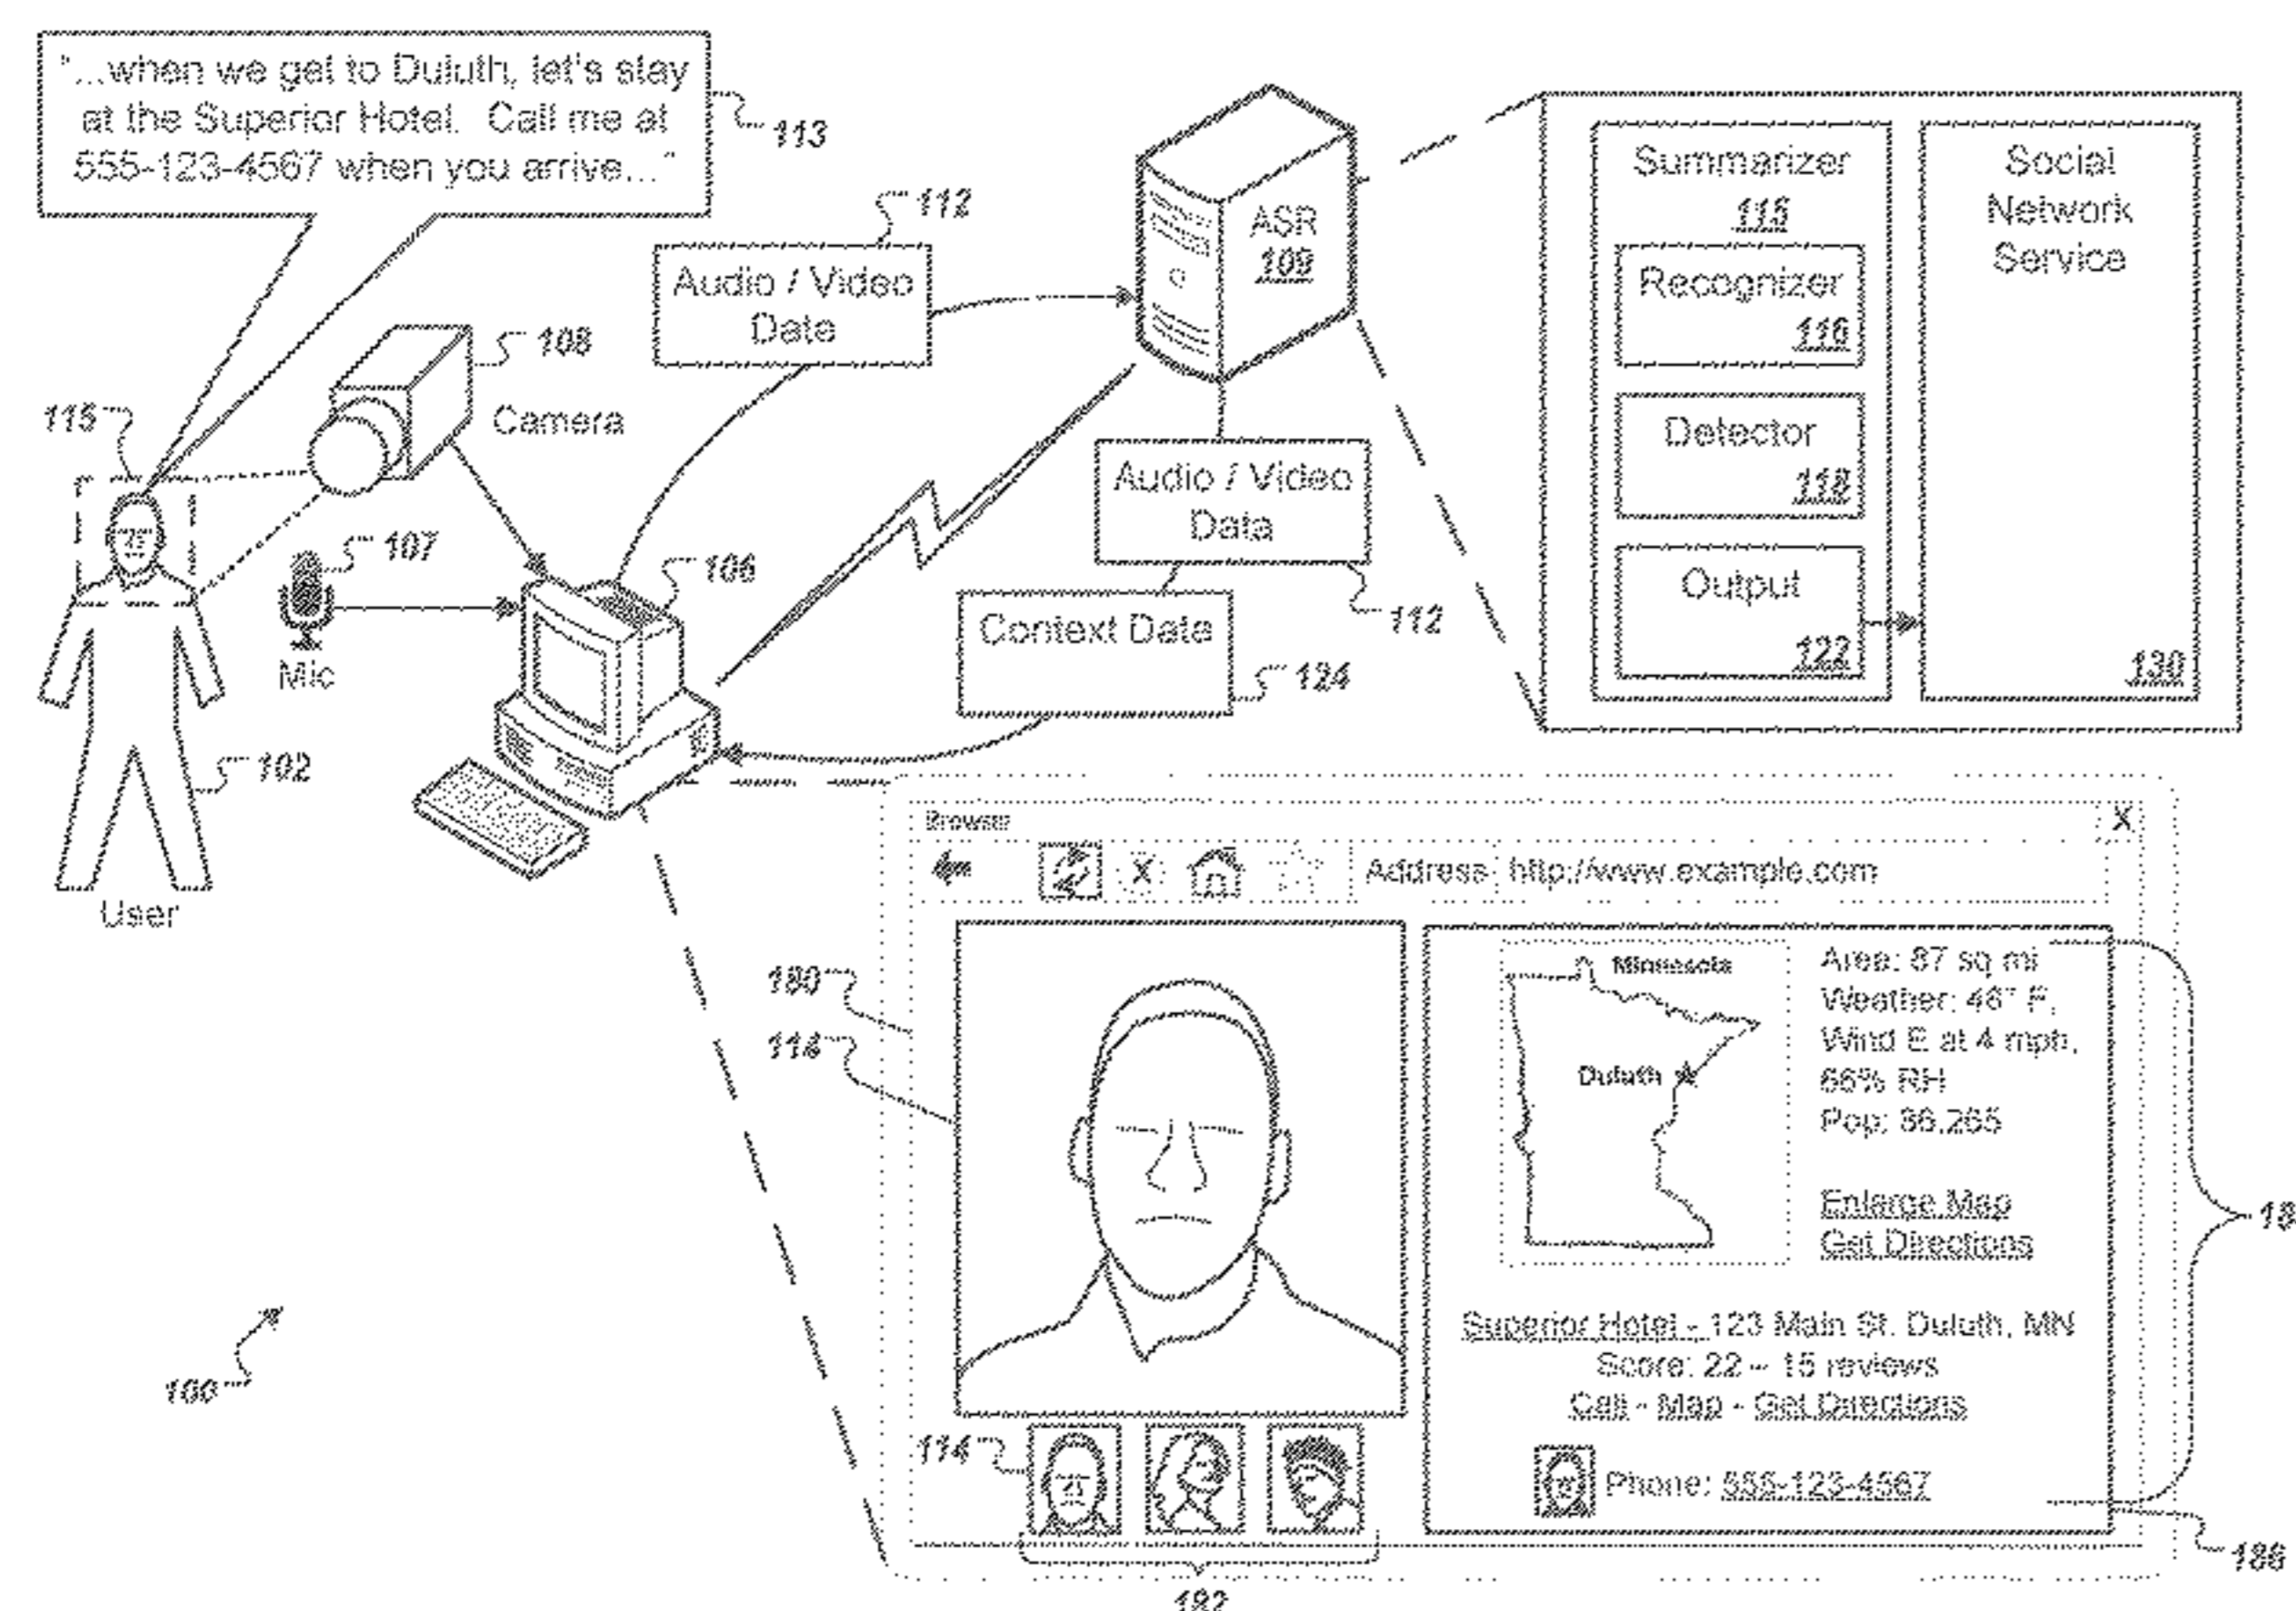 "...when we get to Duluth, let's stay
at the Superior Hotel. Call me at
555-123-4567 when you arrive..."
113
112
Audio / Video
Data
ASR
109
Summarizer
115
Recognizer
116
Detector
118
Output
122
Social
Network
Service
130
108
Camera
115
107
Mic
106
Audio / Video
Data
112
Context Data
124
102
User
Browser
X
X
Address
http://www.example.com
180
114
Minnesota
Duluth
Area: 87 sq mi
Weather: 46° F,
Wind E at 4 mph,
66% RH
Pop: 86,265
Enlarge Map
Get Directions
18
Superior Hotel - 123 Main St. Duluth, MN
Score: 22 - 15 reviews
Call - Map - Get Directions
Phone: 555-123-4567
114
100
186
182